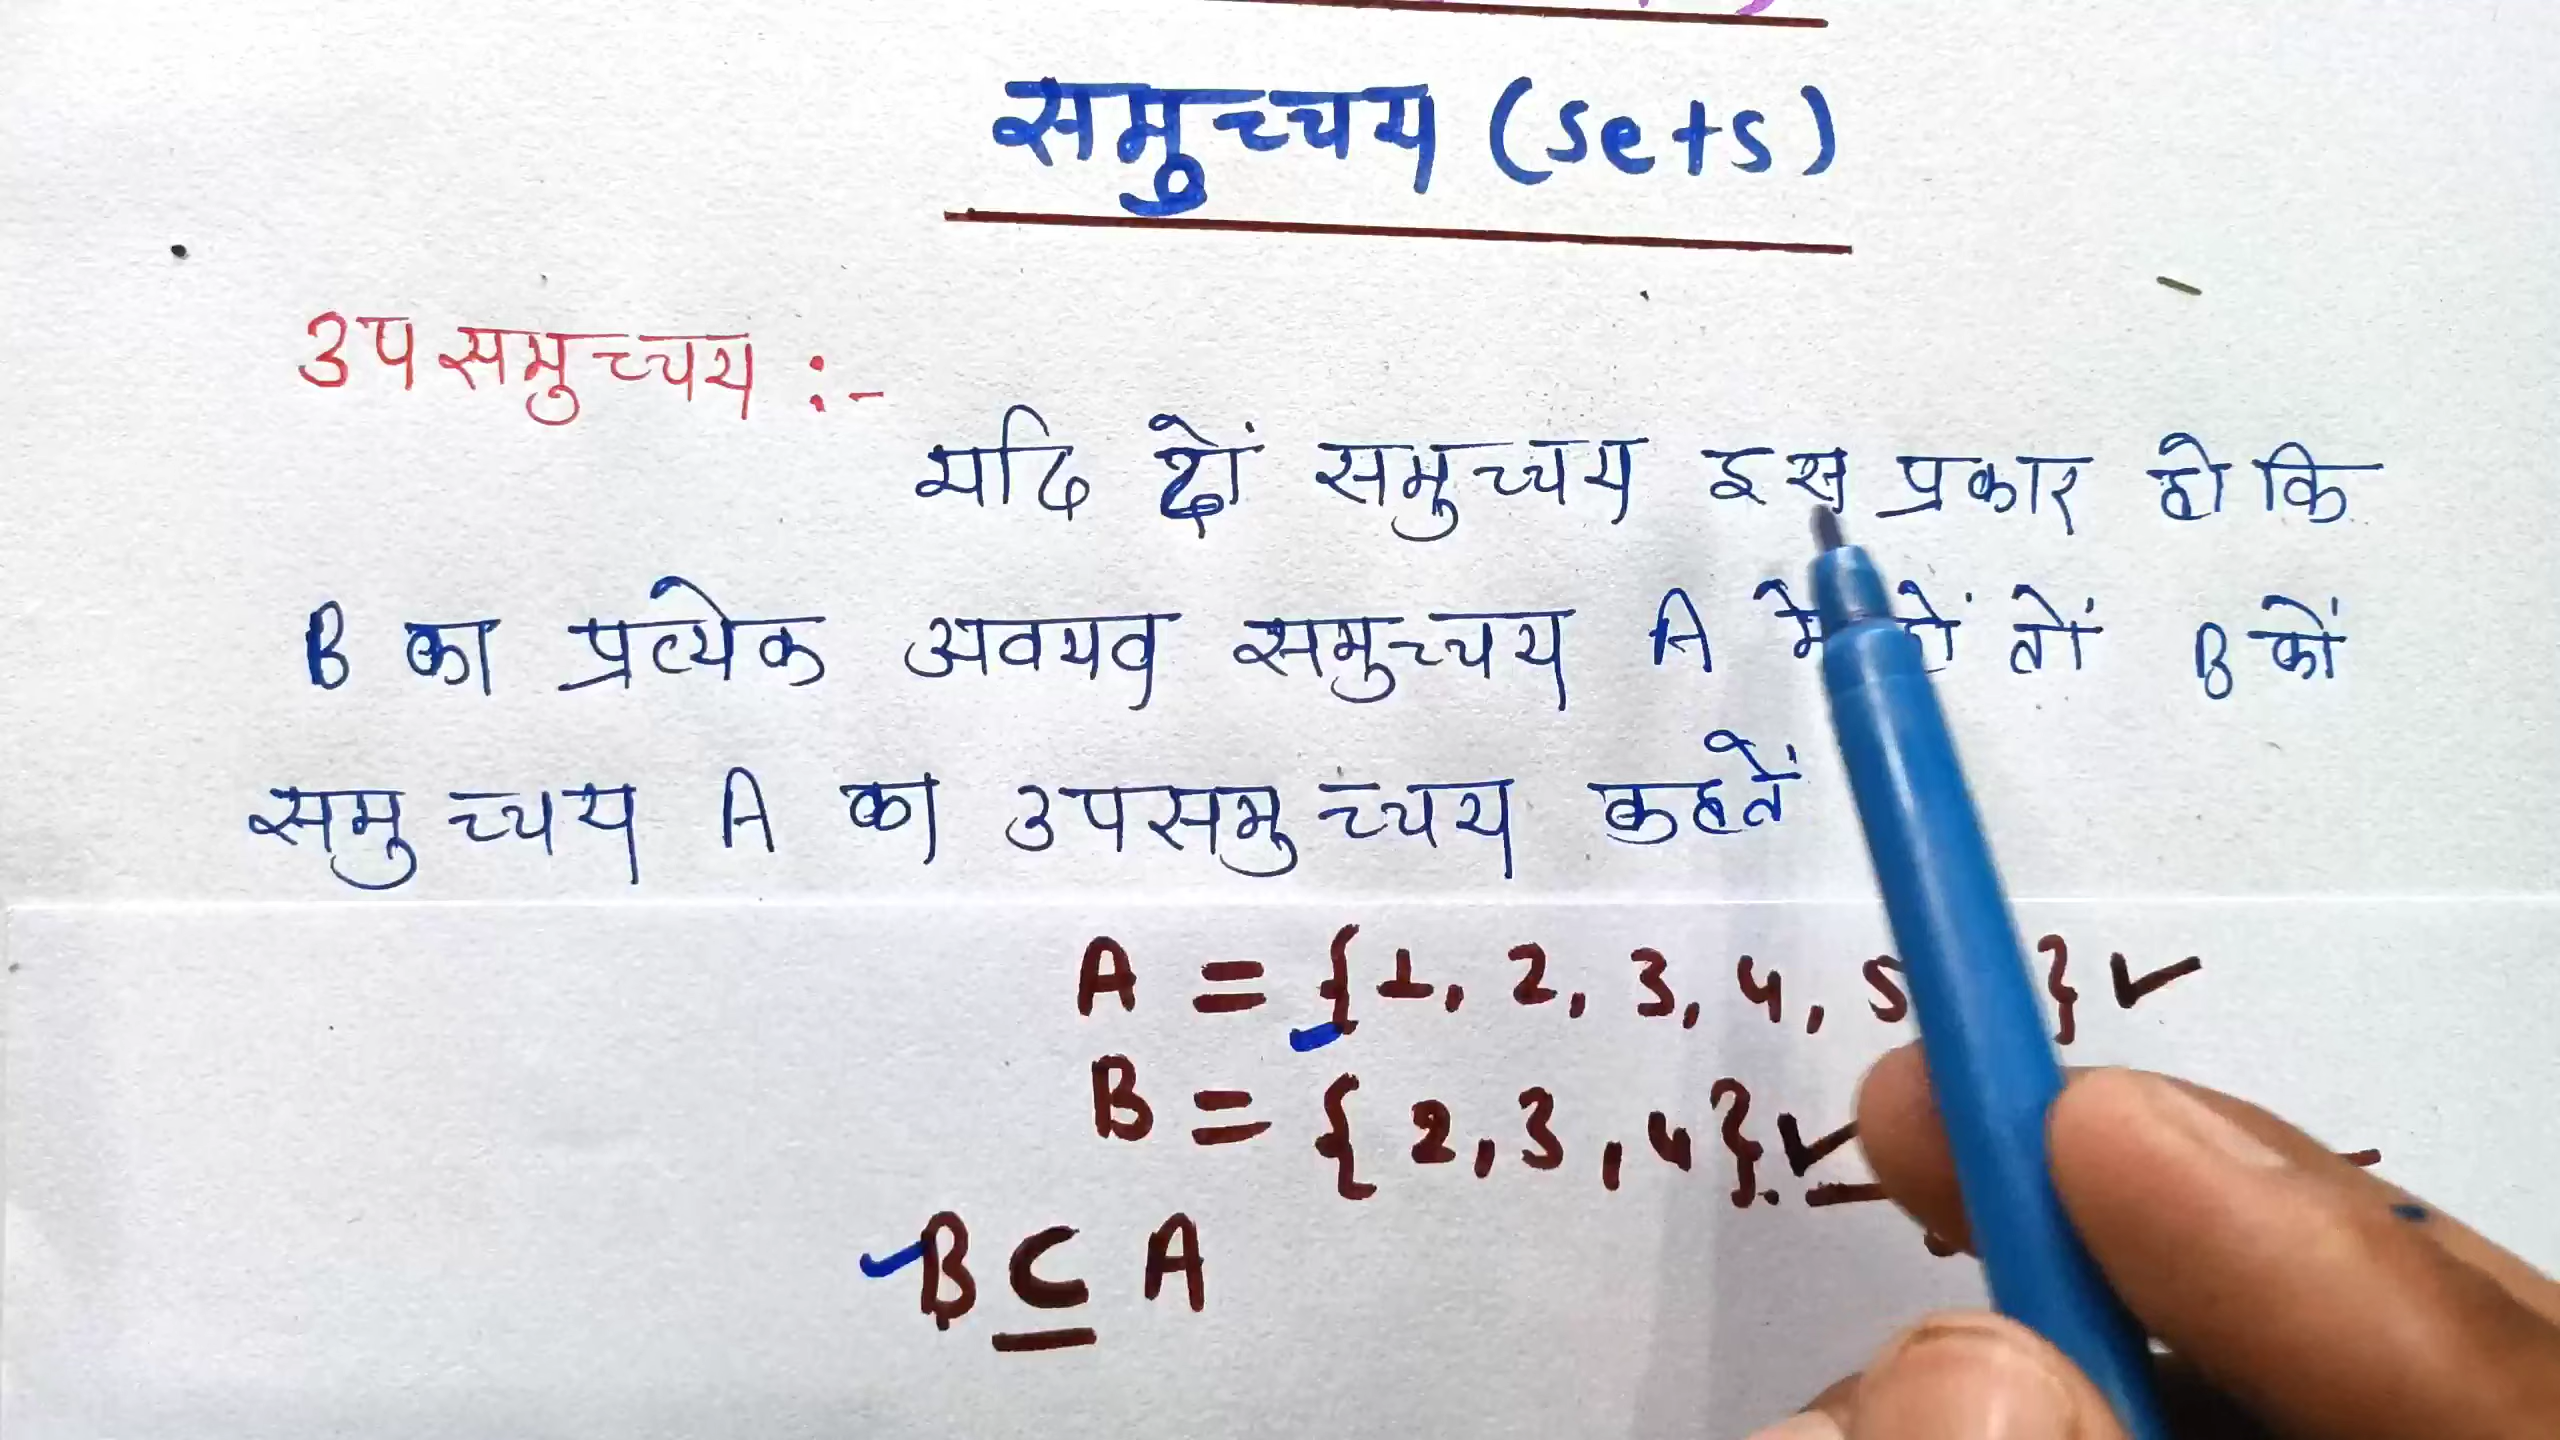 समुच्चय (sets)
उपसमुच्चय :-
यदि दों समुच्चय इस प्रकार हो कि
B का प्रत्येक अवयव समुच्चय A में हों तों B कों
समुच्चय A का उपसमुच्चय कहतें
A = {1, 2, 3, 4, 5 }
B = {2, 3, 4}.
B ⊆ A